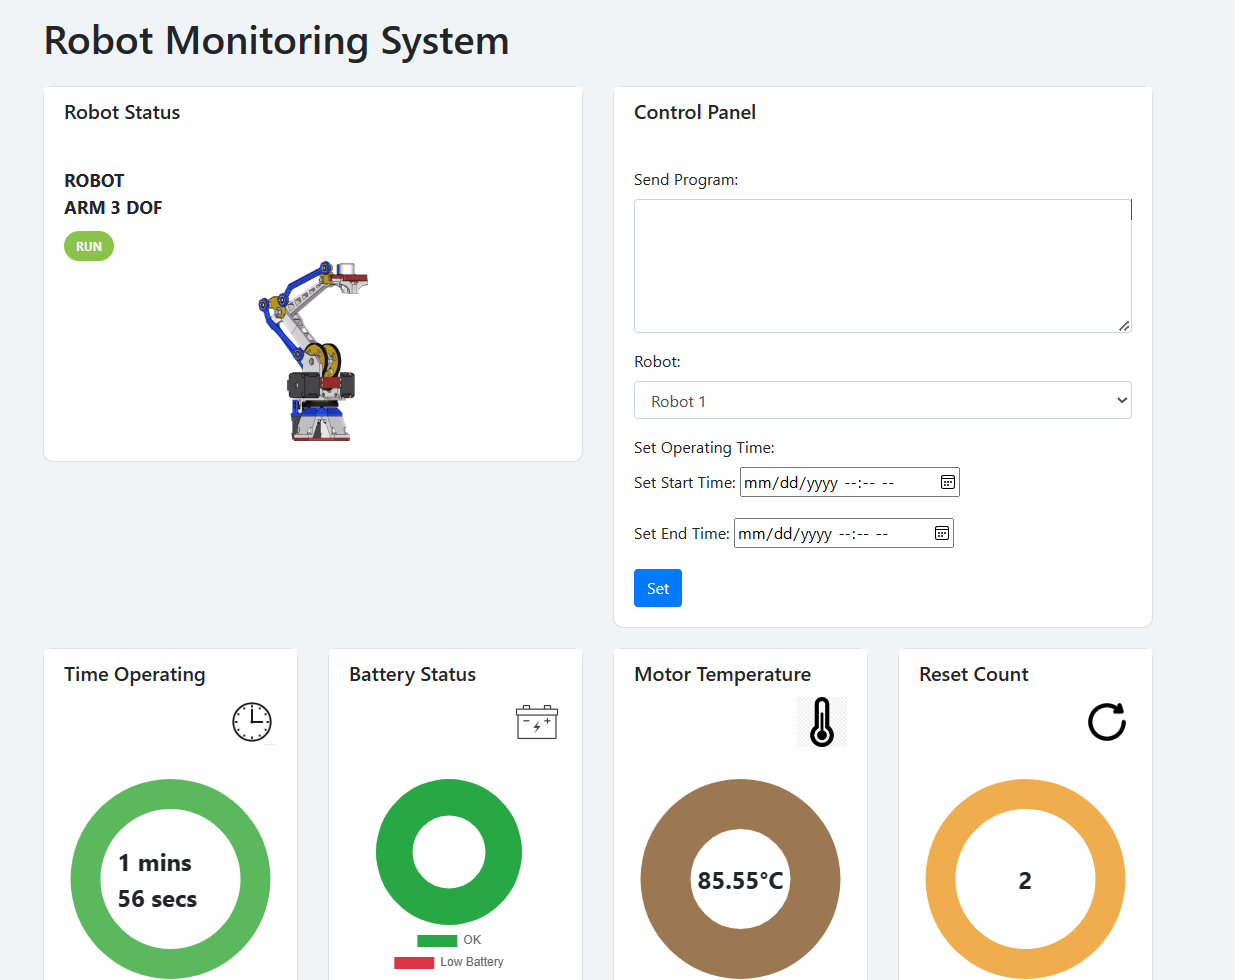 Robot Monitoring System
Robot Status
ROBOT
ARM 3 DOF
RUN
Control Panel
Send Program:
Robot:
Robot 1
Set Operating Time:
Set Start Time: mm/dd/yyyy --:-- --
Set End Time: mm/dd/yyyy --:-- --
Set
Time Operating
1 mins
56 secs
Battery Status
OK
Low Battery
Motor Temperature
85.55°C
Reset Count
2